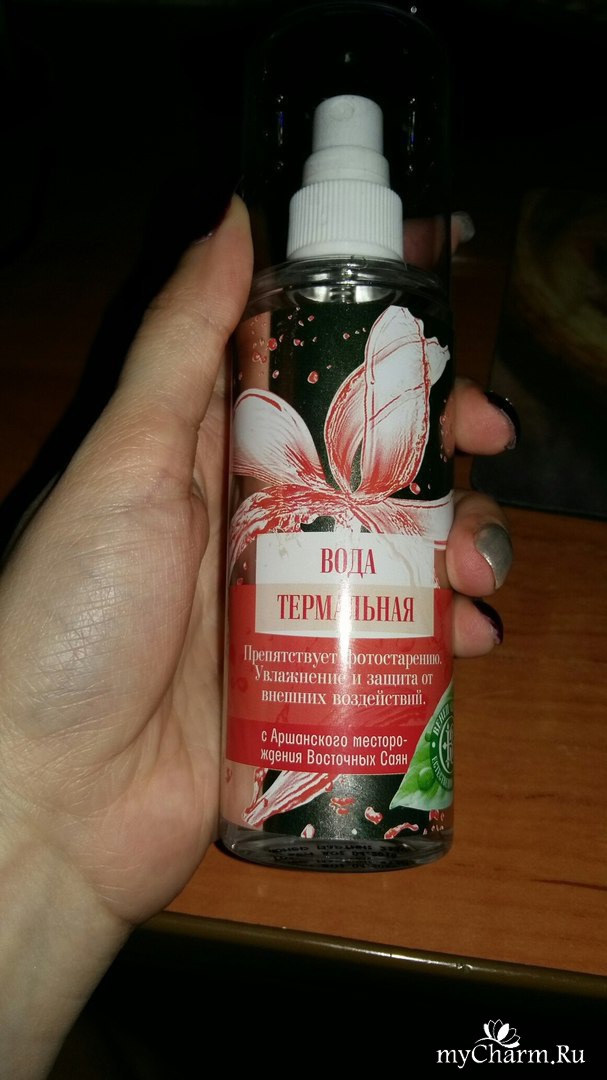 ВОДА
ТЕРМАЛЬНАЯ
Препятствует фотостарению.
Увлажнение и защита от
внешних воздействий.
с Аршанского месторо-
ждения Восточных Саян
myCharm.Ru